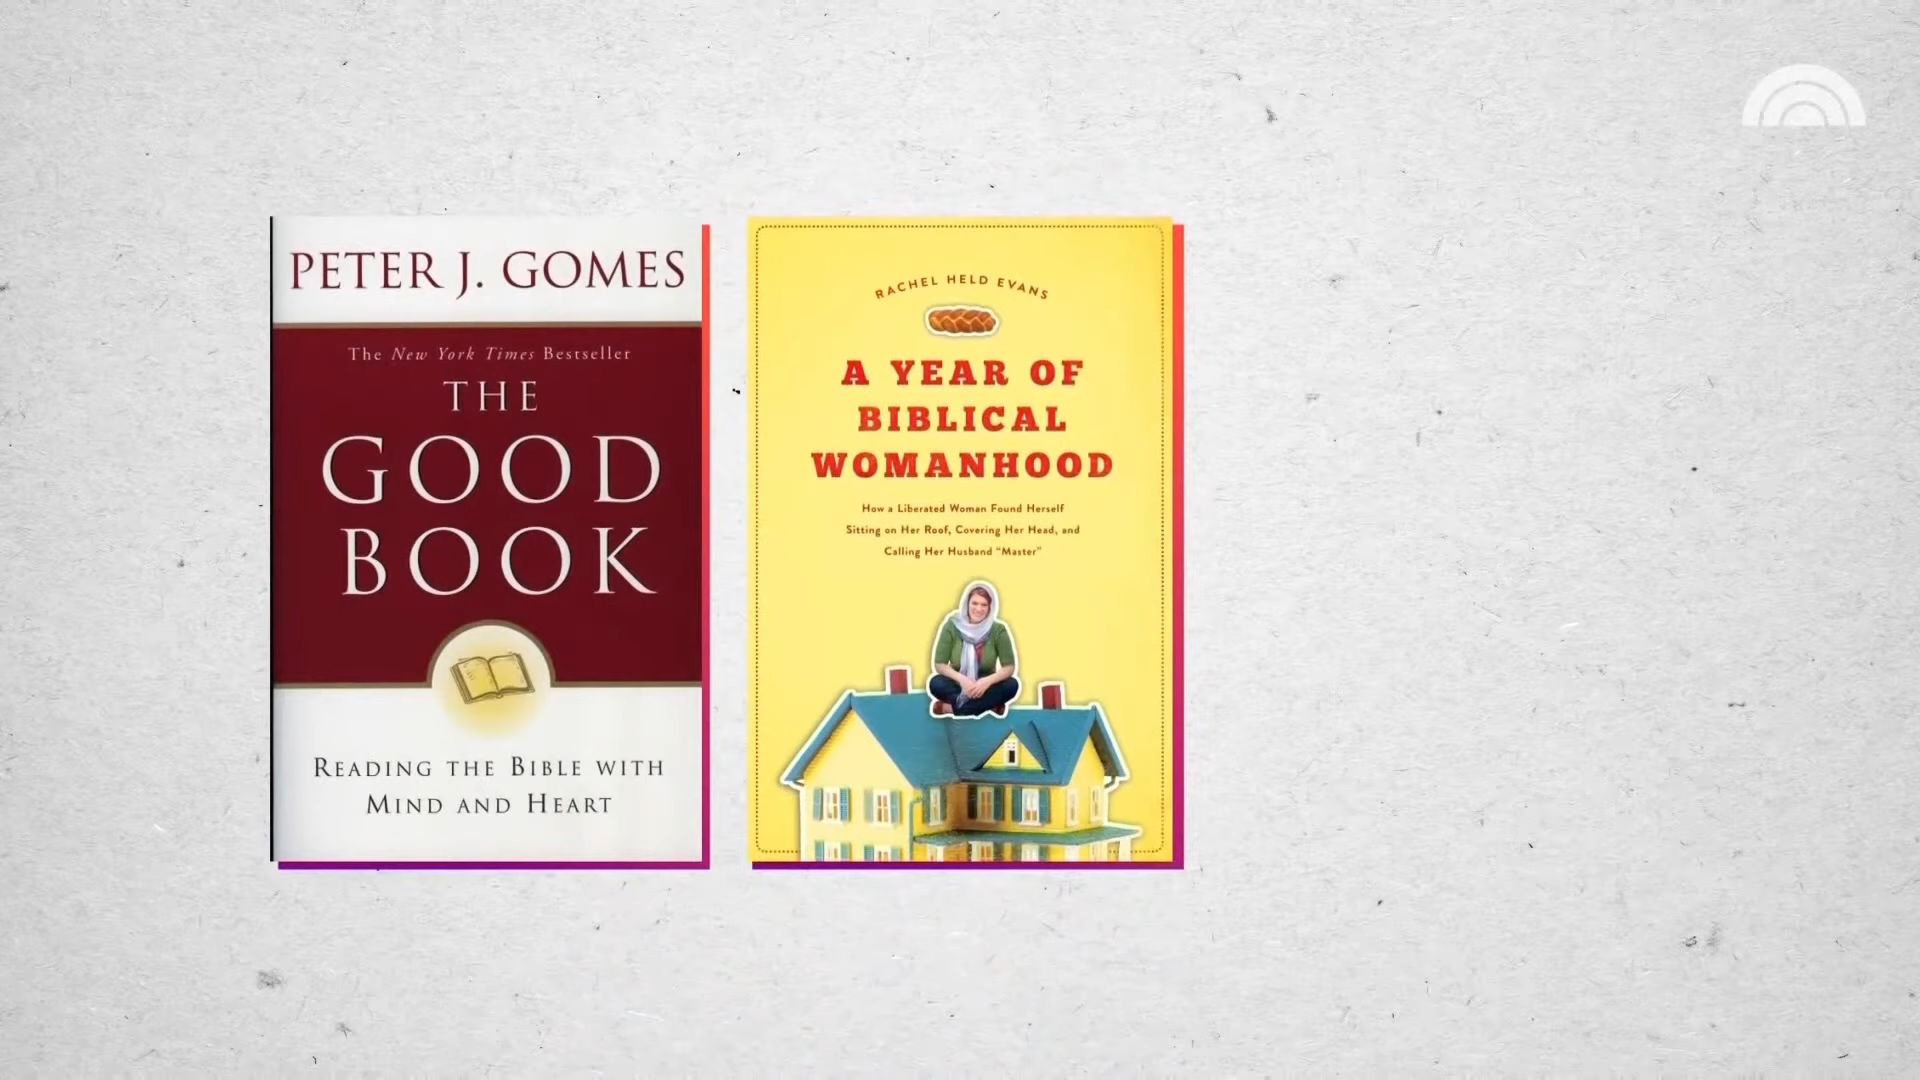 PETER J. GOMES
The New York Times Bestseller
THE
GOOD
BOOK
READING THE BIBLE WITH
MIND AND HEART
RACHEL HELD EVANS
A YEAR OF
BIBLICAL
WOMANHOOD
How a Liberated Woman Found Herself
Sitting on Her Roof, Covering Her Head, and
Calling Her Husband “Master”